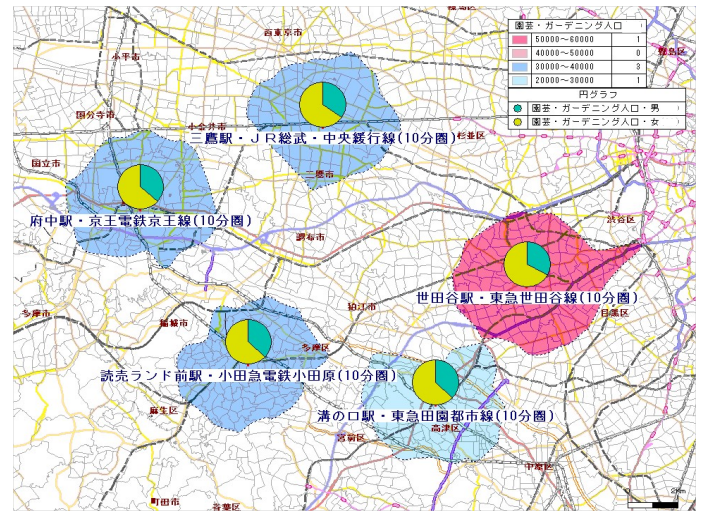 園芸・ガーデニング人口
50000～60000 1
40000～50000 0
30000～40000 3
20000～30000 1
円グラフ
園芸・ガーデニング人口・男
園芸・ガーデニング人口・女
西東京市
小平市
国分寺市
小金井市
三鷹駅・JR総武・中央緩行線(10分圏)
杉並区
国立市
三鷹市
府中駅・京王電鉄京王線(10分圏)
渋谷区
調布市
世田谷駅・東急世田谷線(10分圏)
狛江市
目黒区
多摩市
稲城市
多摩区
読売ランド前駅・小田急電鉄小田原(10分圏)
麻生区
溝の口駅・東急田園都市線(10分圏)
高津区
宮前区
中原区
町田市
青葉区
2Km